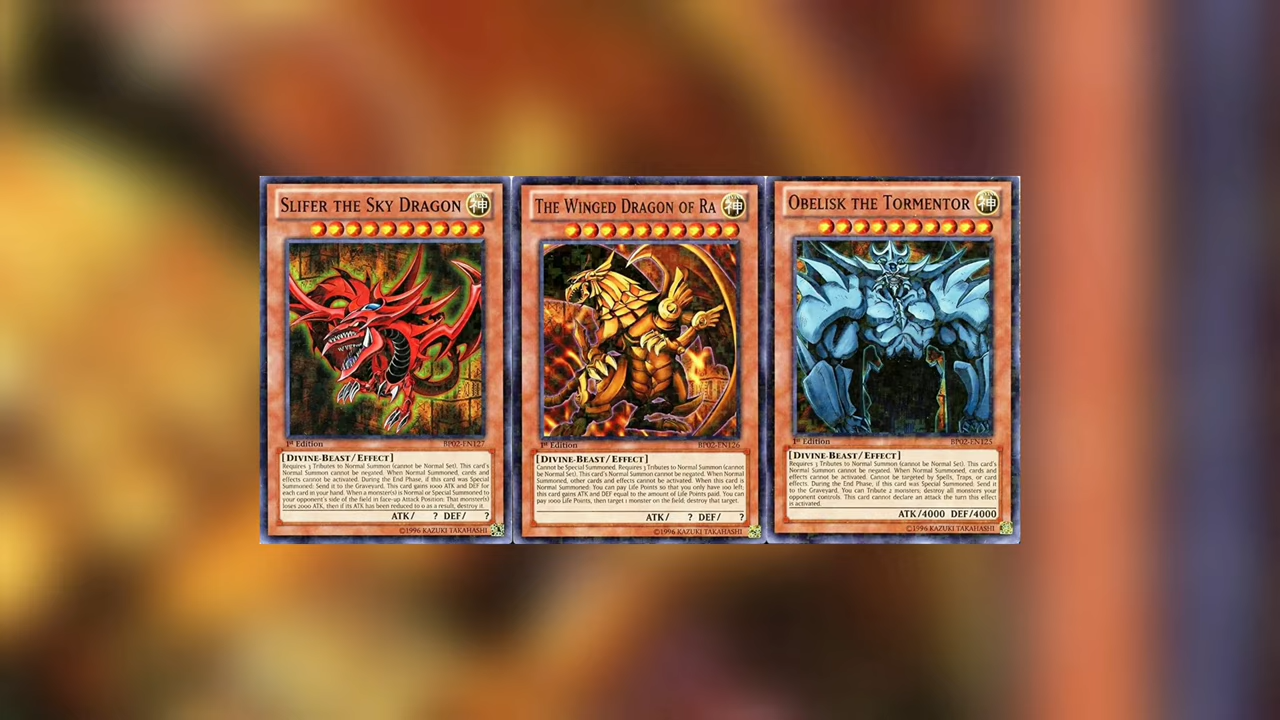 SLIFER THE SKY DRAGON 神
1st Edition BP02-EN127
[DIVINE-BEAST/EFFECT]
Requires 3 Tributes to Normal Summon (cannot be Normal Set). This card's
Normal Summon cannot be negated. When Normal Summoned, cards and
effects cannot be activated. During the End Phase, if this card was Special
Summoned: Send it to the Graveyard. This card gains 1000 ATK and DEF for
each card in your hand. When a monster(s) is Normal or Special Summoned to
your opponent's side of the field in Face-up Attack Position: That monster(s)
loses 2000 ATK, then if its ATK has been reduced to 0 as a result, destroy it.
ATK/ ? DEF/ ?
©1996 KAZUKI TAKAHASHI
THE WINGED DRAGON OF RA 神
1st Edition BP02-EN126
[DIVINE-BEAST/EFFECT]
Cannot be Special Summoned. Requires 3 Tributes to Normal Summon (cannot
be Normal Set). This card's Normal Summon cannot be negated. When Normal
Summoned, other cards and effects cannot be activated. When this card is
Normal Summoned: You can pay Life Points so that you only have 100 left;
this card gains ATK and DEF equal to the amount of Life Points paid. You can
pay 1000 Life Points, then target 1 monster on the field; destroy that target.
ATK/ ? DEF/ ?
©1996 KAZUKI TAKAHASHI
OBELISK THE TORMENTOR 神
1st Edition BP02-EN125
[DIVINE-BEAST/EFFECT]
Requires 3 Tributes to Normal Summon (cannot be Normal Set). This card's
Normal Summon cannot be negated. When Normal Summoned, cards and
effects cannot be activated. Cannot be targeted by Spells, Traps, or card
effects. During the End Phase, if this card was Special Summoned: Send it
to the Graveyard. You can Tribute 2 monsters; destroy all monsters your
opponent controls. This card cannot declare an attack the turn this effect
is activated.
ATK/4000 DEF/4000
©1996 KAZUKI TAKAHASHI